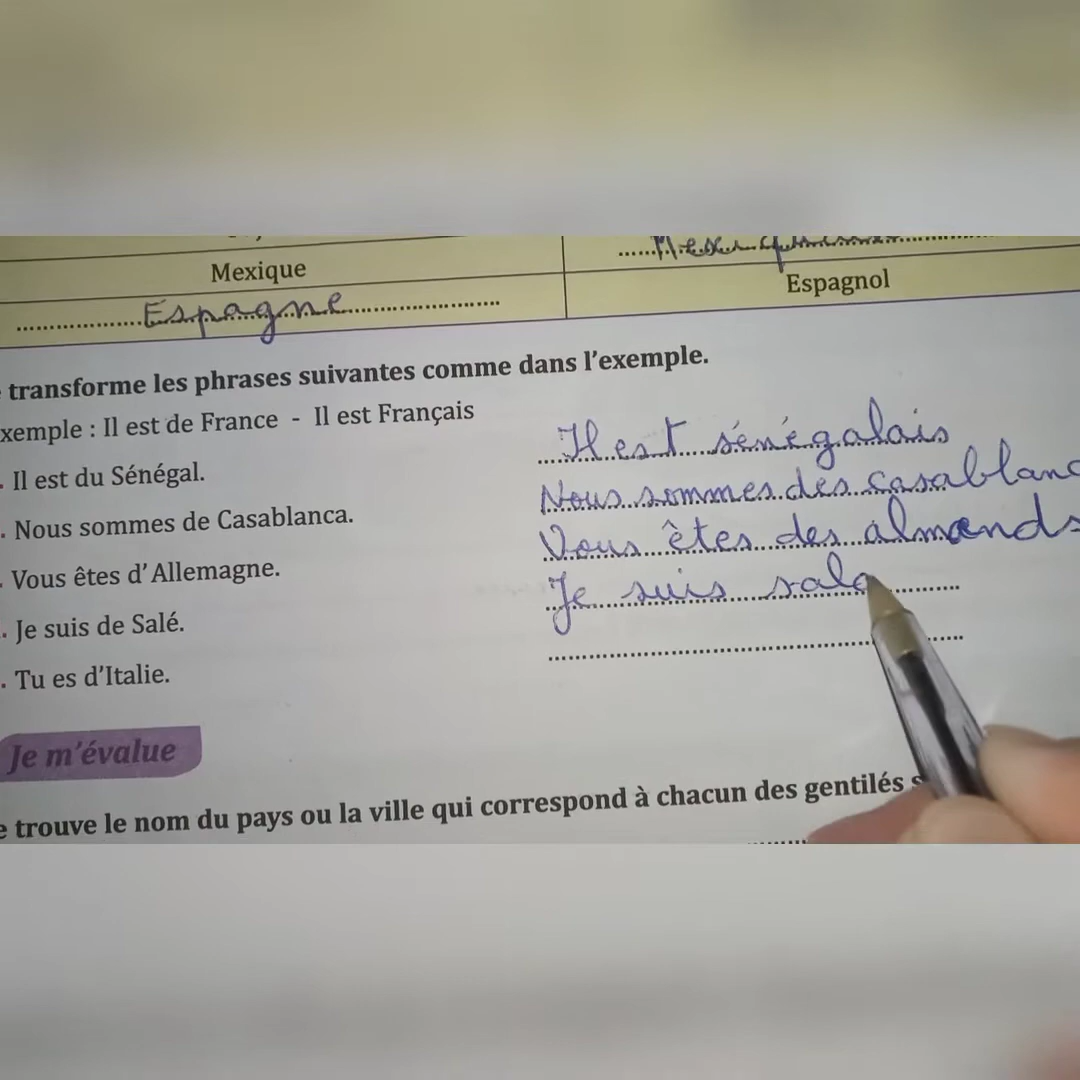 Mexique
Espagne
Espagnol
transforme les phrases suivantes comme dans l'exemple.
xemple : Il est de France - Il est Français
. Il est du Sénégal.
Il est sénégalais
. Nous sommes de Casablanca.
Nous sommes des casablanc
. Vous êtes d'Allemagne.
Vous êtes des almands
. Je suis de Salé.
Je suis sale
. Tu es d'Italie.
Je m'évalue
e trouve le nom du pays ou la ville qui correspond à chacun des gentilés s